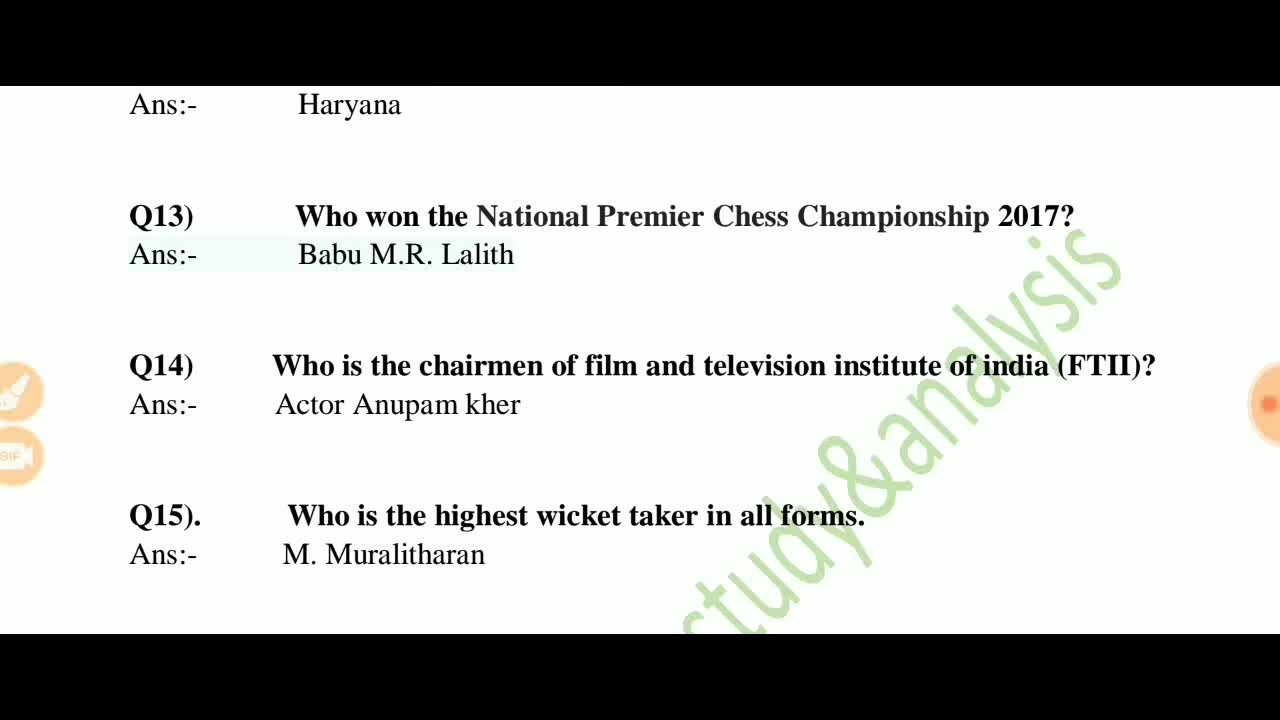 Ans:- Haryana
Q13) Who won the National Premier Chess Championship 2017?
Ans:- Babu M.R. Lalith
Q14) Who is the chairmen of film and television institute of india (FTII)?
Ans:- Actor Anupam kher
Q15). Who is the highest wicket taker in all forms.
Ans:- M. Muralitharan
study&analysis
GIF